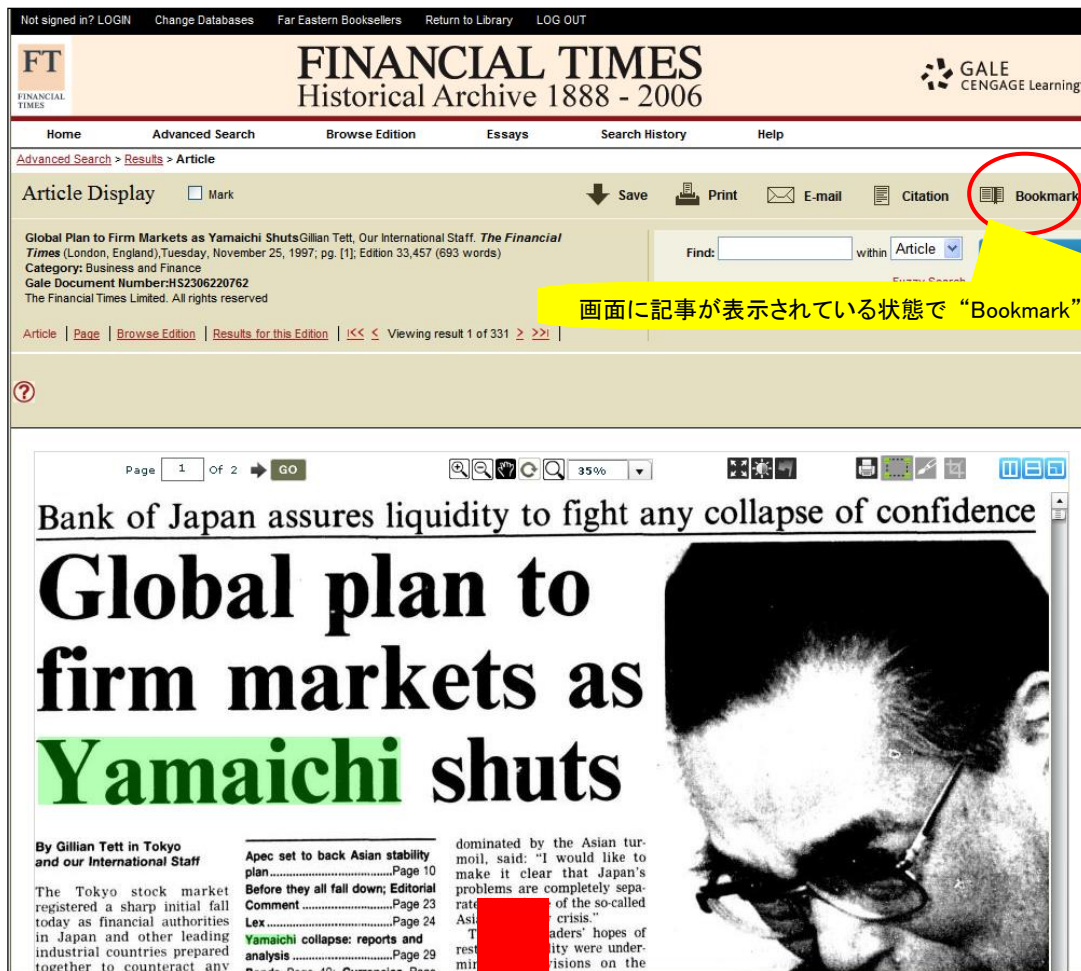 Not signed in? LOGIN Change Databases Far Eastern Booksellers Return to Library LOG OUT
FT
FINANCIAL
TIMES
FINANCIAL TIMES
Historical Archive 1888 - 2006
GALE
CENGAGE Learning
Home Advanced Search Browse Edition Essays Search History Help
Advanced Search > Results > Article
Article Display Mark Save Print E-mail Citation Bookmark
Global Plan to Firm Markets as Yamaichi ShutsGillian Tett, Our International Staff. The Financial
Times (London, England),Tuesday, November 25, 1997; pg. [1]; Edition 33,457 (693 words)
Category: Business and Finance
Gale Document Number:HS2306220762
The Financial Times Limited. All rights reserved
Find: within Article
画面に記事が表示されている状態で “Bookmark”
Article | Page | Browse Edition | Results for this Edition | |<< < Viewing result 1 of 331 > >>| |
Page 1 Of 2 GO 35%
Bank of Japan assures liquidity to fight any collapse of confidence
Global plan to
firm markets as
Yamaichi shuts
By Gillian Tett in Tokyo
and our International Staff
The Tokyo stock market
registered a sharp initial fall
today as financial authorities
in Japan and other leading
industrial countries prepared
together to counteract any
Apec set to back Asian stability
plan...............................Page 10
Before they all fall down; Editorial
Comment ......................Page 23
Lex...............................Page 24
Yamaichi collapse: reports and
analysis ........................Page 29
dominated by the Asian tur-
moil, said: “I would like to
make it clear that Japan's
problems are completely sepa-
of the so-called
crisis.”
hopes of
were under-
on the